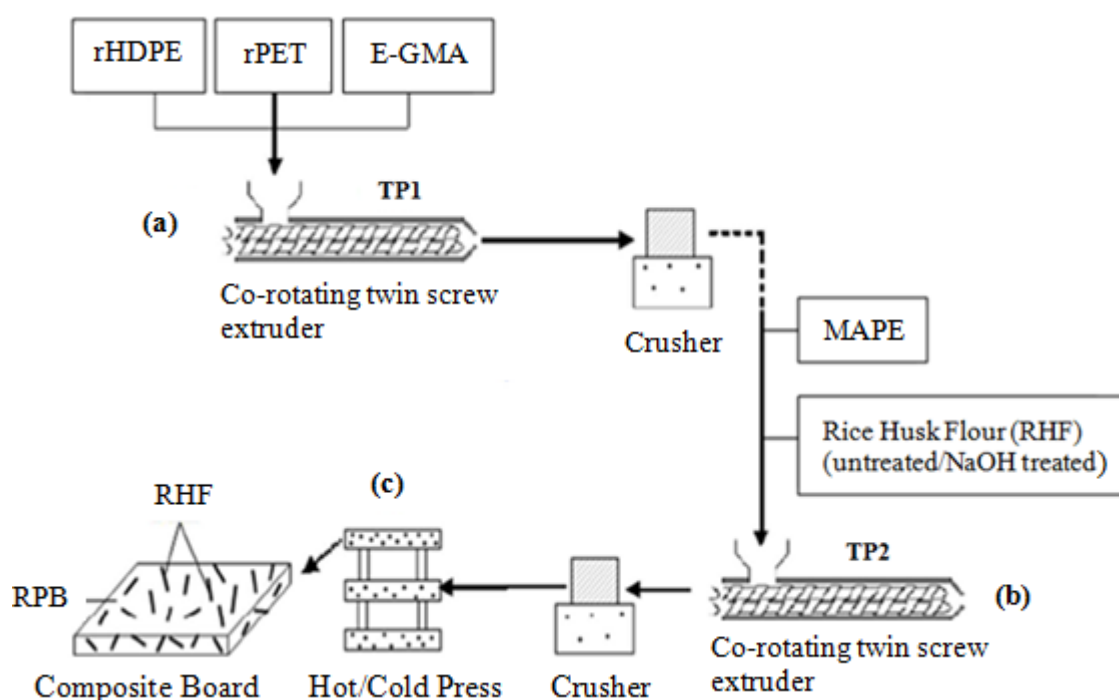 rHDPE
rPET
E-GMA
TP1
(a)
Co-rotating twin screw
extruder
Crusher
MAPE
Rice Husk Flour (RHF)
(untreated/NaOH treated)
(c)
RHF
TP2
RPB
(b)
Co-rotating twin screw
extruder
Composite Board
Hot/Cold Press
Crusher